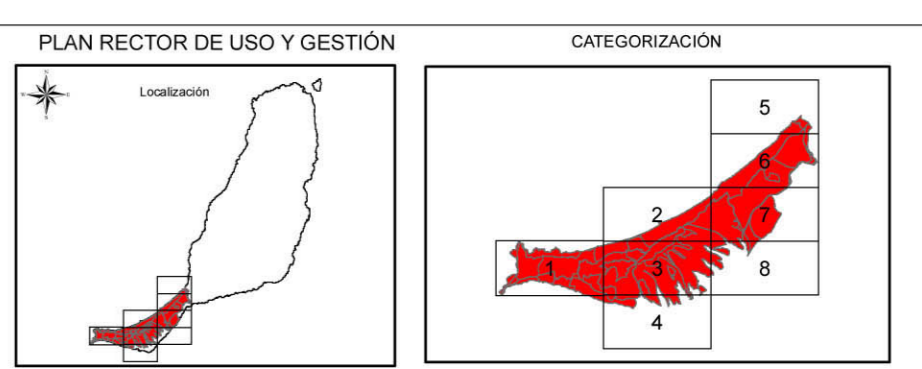 PLAN RECTOR DE USO Y GESTIÓN
CATEGORIZACIÓN
N
Localización
S
5
6
2
7
1
3
8
4